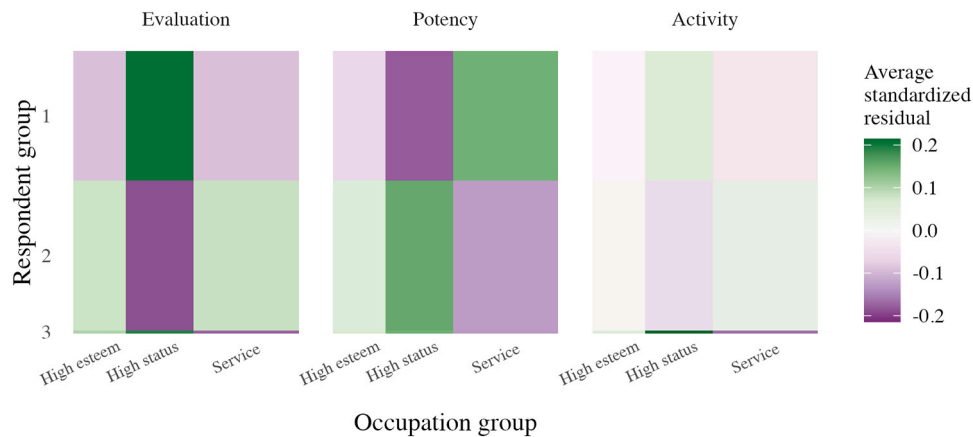 Evaluation Potency Activity
Respondent group
1
2
3
High esteem High status Service High esteem High status Service High esteem High status Service
Occupation group
Average
standardized
residual
0.2
0.1
0.0
-0.1
-0.2